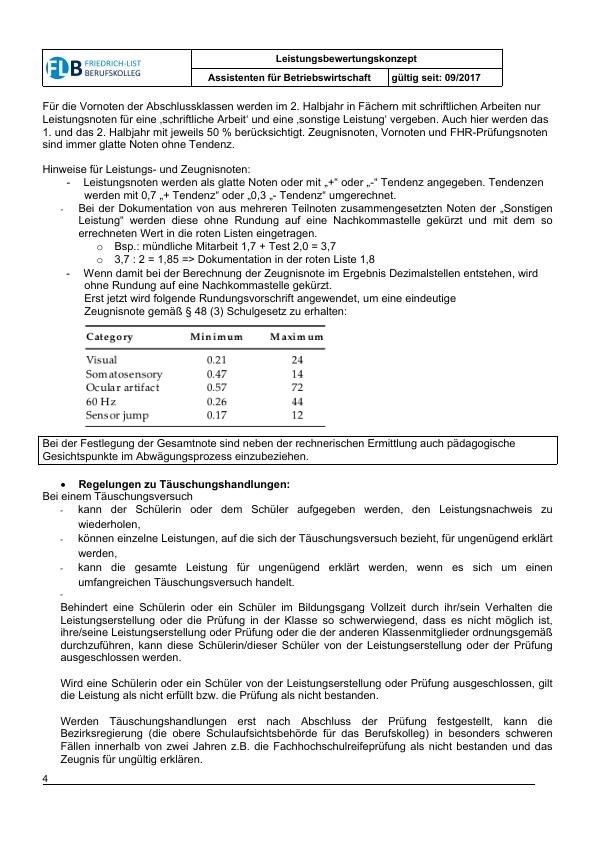 FLB FRIEDRICH-LIST
BERUFSKOLLEG
Leistungsbewertungskonzept
Assistenten für Betriebswirtschaft
gültig seit: 09/2017
Für die Vornoten der Abschlussklassen werden im 2. Halbjahr in Fächern mit schriftlichen Arbeiten nur
Leistungsnoten für eine ‚schriftliche Arbeit' und eine ‚sonstige Leistung' vergeben. Auch hier werden das
1. und das 2. Halbjahr mit jeweils 50 % berücksichtigt. Zeugnisnoten, Vornoten und FHR-Prüfungsnoten
sind immer glatte Noten ohne Tendenz.
Hinweise für Leistungs- und Zeugnisnoten:
- Leistungsnoten werden als glatte Noten oder mit „+“ oder „-“ Tendenz angegeben. Tendenzen
werden mit 0,7 „+ Tendenz“ oder „0,3 „- Tendenz“ umgerechnet.
- Bei der Dokumentation von aus mehreren Teilnoten zusammengesetzten Noten der „Sonstigen
Leistung“ werden diese ohne Rundung auf eine Nachkommastelle gekürzt und mit dem so
errechneten Wert in die roten Listen eingetragen.
o Bsp.: mündliche Mitarbeit 1,7 + Test 2,0 = 3,7
o 3,7 : 2 = 1,85 => Dokumentation in der roten Liste 1,8
- Wenn damit bei der Berechnung der Zeugnisnote im Ergebnis Dezimalstellen entstehen, wird
ohne Rundung auf eine Nachkommastelle gekürzt.
Erst jetzt wird folgende Rundungsvorschrift angewendet, um eine eindeutige
Zeugnisnote gemäß § 48 (3) Schulgesetz zu erhalten:
Category Minimum Maximum
Visual 0.21 24
Somatosensory 0.47 14
Ocular artifact 0.57 72
60 Hz 0.26 44
Sensor jump 0.17 12
Bei der Festlegung der Gesamtnote sind neben der rechnerischen Ermittlung auch pädagogische
Gesichtspunkte im Abwägungsprozess einzubeziehen.
• Regelungen zu Täuschungshandlungen:
Bei einem Täuschungsversuch
- kann der Schülerin oder dem Schüler aufgegeben werden, den Leistungsnachweis zu
wiederholen,
- können einzelne Leistungen, auf die sich der Täuschungsversuch bezieht, für ungenügend erklärt
werden,
- kann die gesamte Leistung für ungenügend erklärt werden, wenn es sich um einen
umfangreichen Täuschungsversuch handelt.
-
Behindert eine Schülerin oder ein Schüler im Bildungsgang Vollzeit durch ihr/sein Verhalten die
Leistungserstellung oder die Prüfung in der Klasse so schwerwiegend, dass es nicht möglich ist,
ihre/seine Leistungserstellung oder Prüfung oder die der anderen Klassenmitglieder ordnungsgemäß
durchzuführen, kann diese Schülerin/dieser Schüler von der Leistungserstellung oder der Prüfung
ausgeschlossen werden.
Wird eine Schülerin oder ein Schüler von der Leistungserstellung oder Prüfung ausgeschlossen, gilt
die Leistung als nicht erfüllt bzw. die Prüfung als nicht bestanden.
Werden Täuschungshandlungen erst nach Abschluss der Prüfung festgestellt, kann die
Bezirksregierung (die obere Schulaufsichtsbehörde für das Berufskolleg) in besonders schweren
Fällen innerhalb von zwei Jahren z.B. die Fachhochschulreifeprüfung als nicht bestanden und das
Zeugnis für ungültig erklären.
4